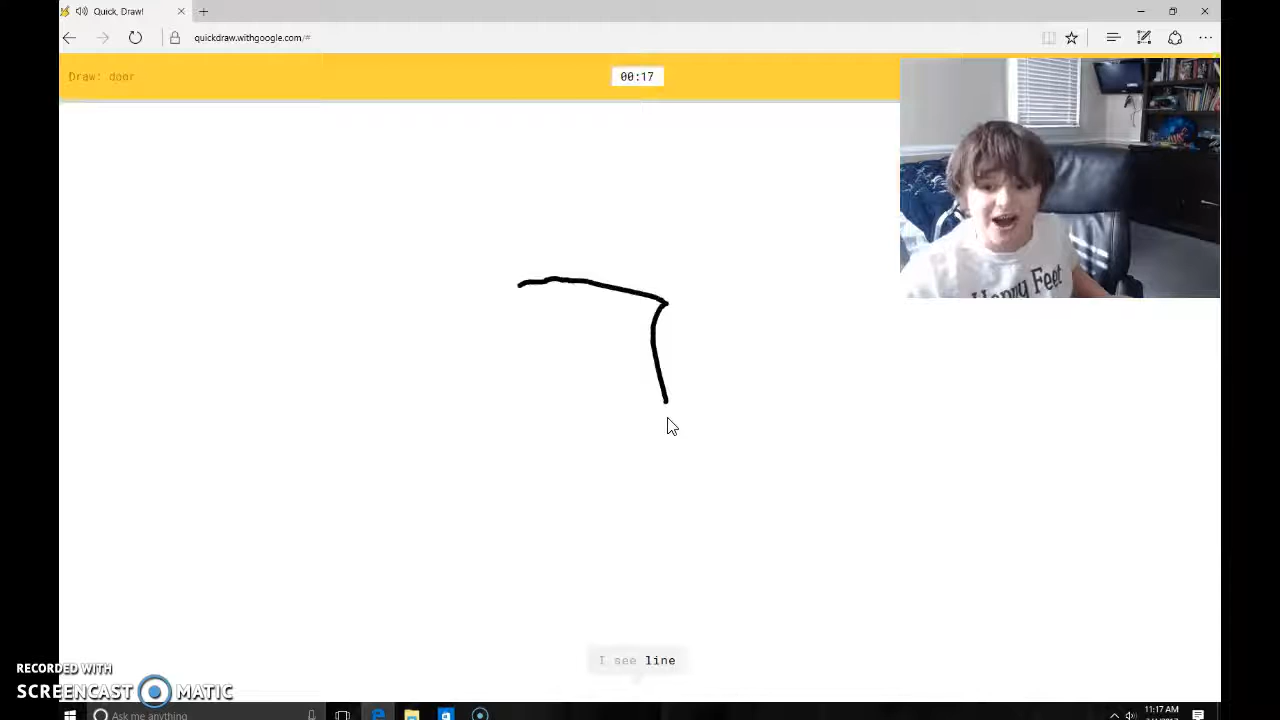 Quick, Draw!
quickdraw.withgoogle.com/#
Draw: door
00:17
Happy Feet
I see line
RECORDED WITH
SCREENCAST MATIC
Ask me anything
11:17 AM